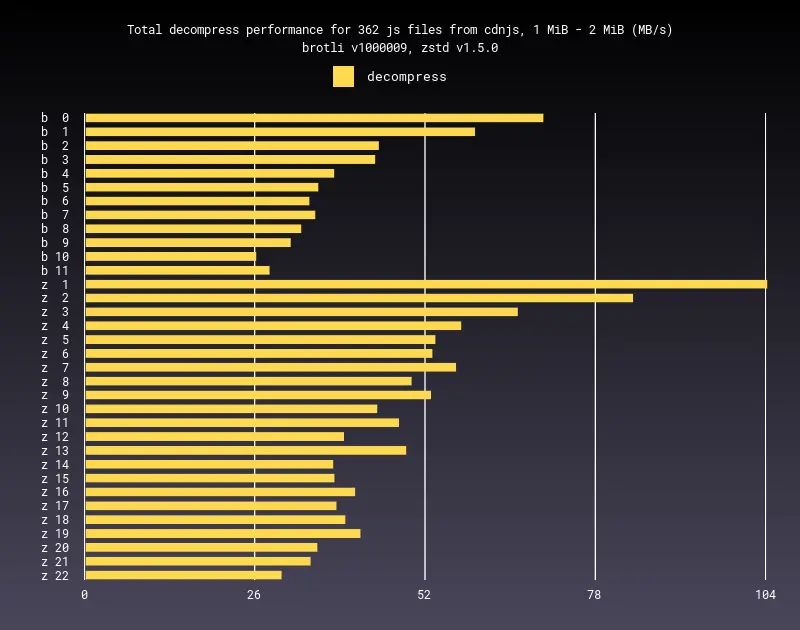 Total decompress performance for 362 js files from cdnjs, 1 MiB - 2 MiB (MB/s)
brotli v1000009, zstd v1.5.0
decompress
b 0
b 1
b 2
b 3
b 4
b 5
b 6
b 7
b 8
b 9
b 10
b 11
z 1
z 2
z 3
z 4
z 5
z 6
z 7
z 8
z 9
z 10
z 11
z 12
z 13
z 14
z 15
z 16
z 17
z 18
z 19
z 20
z 21
z 22
0 26 52 78 104